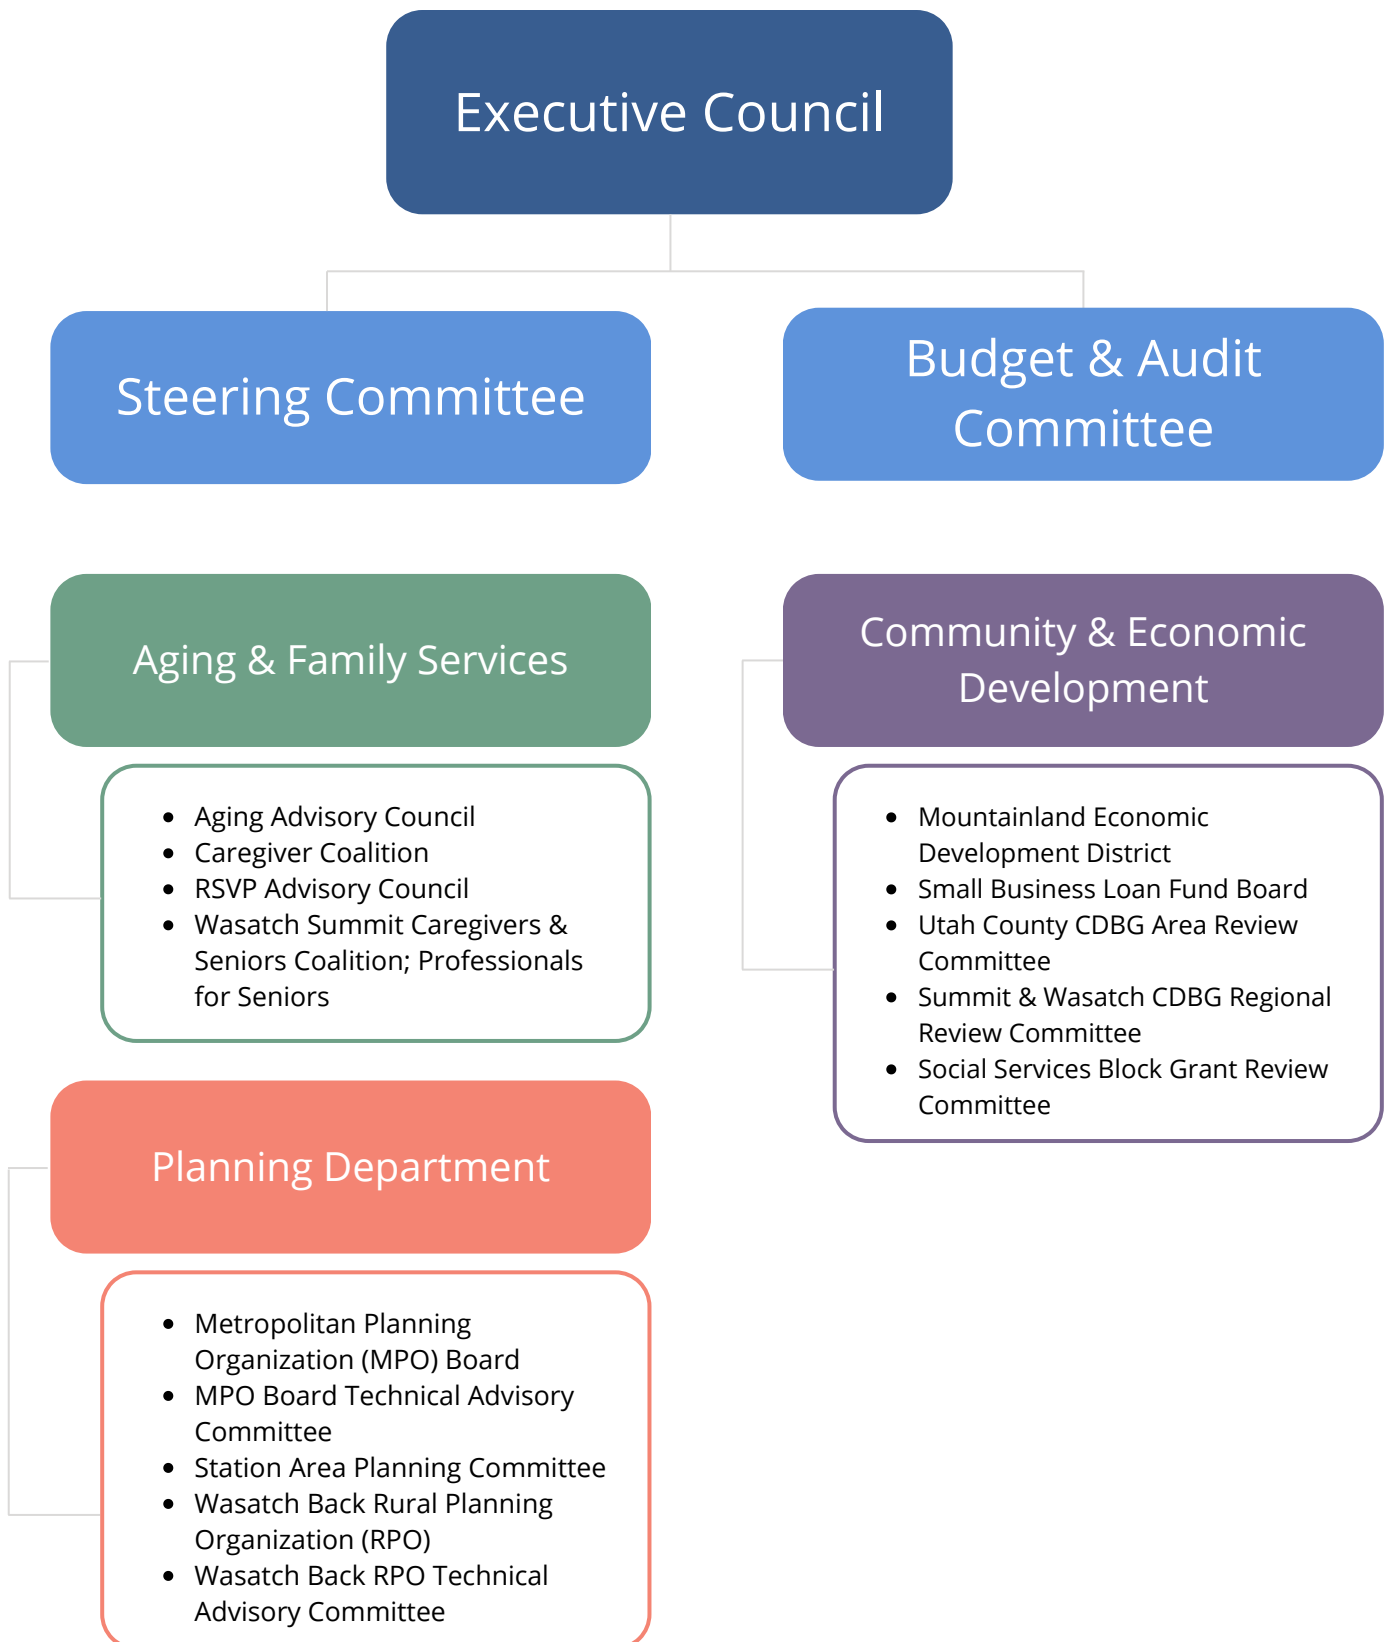 Executive Council
Steering Committee
Budget & Audit
Committee
Aging & Family Services
• Aging Advisory Council
• Caregiver Coalition
• RSVP Advisory Council
• Wasatch Summit Caregivers &
Seniors Coalition; Professionals
for Seniors
Community & Economic
Development
• Mountainland Economic
Development District
• Small Business Loan Fund Board
• Utah County CDBG Area Review
Committee
• Summit & Wasatch CDBG Regional
Review Committee
• Social Services Block Grant Review
Committee
Planning Department
• Metropolitan Planning
Organization (MPO) Board
• MPO Board Technical Advisory
Committee
• Station Area Planning Committee
• Wasatch Back Rural Planning
Organization (RPO)
• Wasatch Back RPO Technical
Advisory Committee